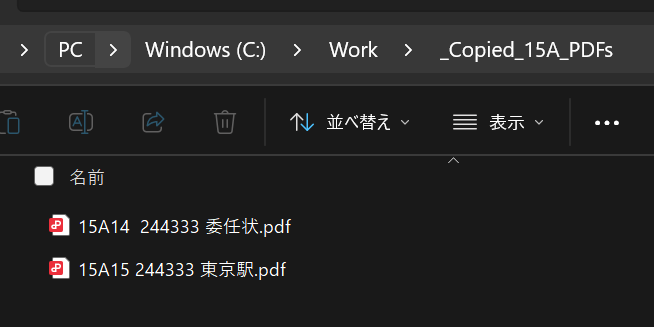 PC > Windows (C:) > Work > _Copied_15A_PDFs
並べ替え 表示
名前
15A14  244333 委任状.pdf
15A15 244333 東京駅.pdf